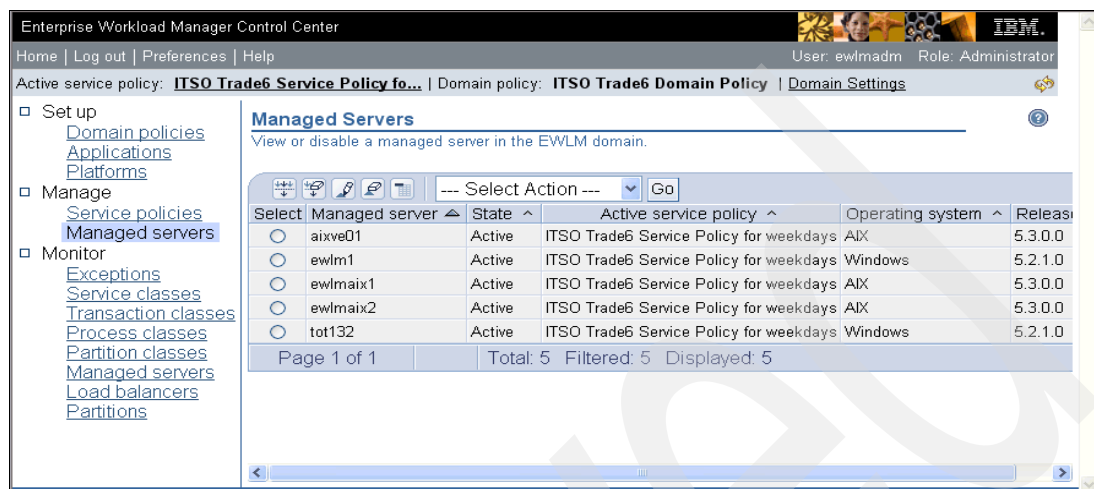 Enterprise Workload Manager Control Center IBM.
Home | Log out | Preferences | Help User: ewlmadm Role: Administrator
Active service policy: ITSO Trade6 Service Policy fo... | Domain policy: ITSO Trade6 Domain Policy | Domain Settings
Set up
Domain policies
Applications
Platforms
Manage
Service policies
Managed servers
Monitor
Exceptions
Service classes
Transaction classes
Process classes
Partition classes
Managed servers
Load balancers
Partitions
Managed Servers
View or disable a managed server in the EWLM domain.
--- Select Action --- Go
Select Managed server State Active service policy Operating system Releas
aixve01 Active ITSO Trade6 Service Policy for weekdays AIX 5.3.0.0
ewlm1 Active ITSO Trade6 Service Policy for weekdays Windows 5.2.1.0
ewlmaix1 Active ITSO Trade6 Service Policy for weekdays AIX 5.3.0.0
ewlmaix2 Active ITSO Trade6 Service Policy for weekdays AIX 5.3.0.0
tot132 Active ITSO Trade6 Service Policy for weekdays Windows 5.2.1.0
Page 1 of 1 Total: 5 Filtered: 5 Displayed: 5